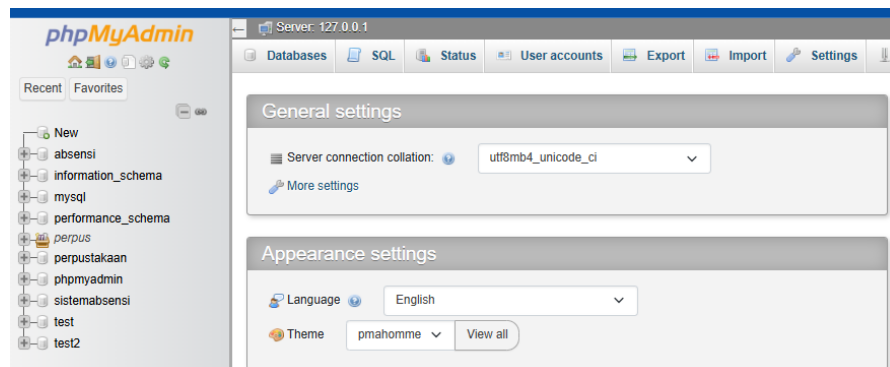 phpMyAdmin
Recent Favorites
New
absensi
information_schema
mysql
performance_schema
perpus
perpustakaan
phpmyadmin
sistemabsensi
test
test2
Server: 127.0.0.1
Databases SQL Status User accounts Export Import Settings
General settings
Server connection collation: utf8mb4_unicode_ci
More settings
Appearance settings
Language English
Theme pmahomme View all